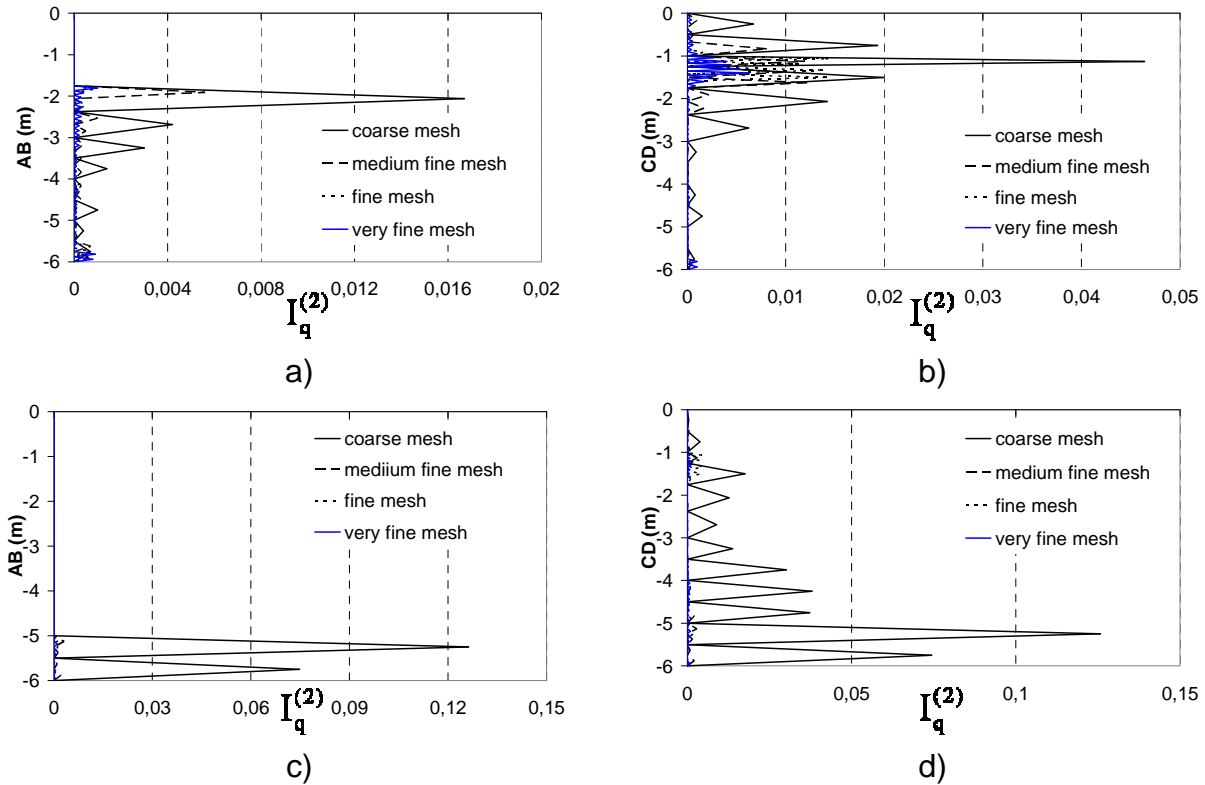 0
-1
-2
-3
-4
-5
-6
AB (m)
coarse mesh
medium fine mesh
fine mesh
very fine mesh
0 0,004 0,008 0,012 0,016 0,02
I_q^(2)
a)
0
-1
-2
-3
-4
-5
-6
CD (m)
coarse mesh
medium fine mesh
fine mesh
very fine mesh
0 0,01 0,02 0,03 0,04 0,05
I_q^(2)
b)
0
-1
-2
-3
-4
-5
-6
AB (m)
coarse mesh
mediium fine mesh
fine mesh
very fine mesh
0 0,03 0,06 0,09 0,12 0,15
I_q^(2)
c)
0
-1
-2
-3
-4
-5
-6
CD (m)
coarse mesh
medium fine mesh
fine mesh
very fine mesh
0 0,05 0,1 0,15
I_q^(2)
d)